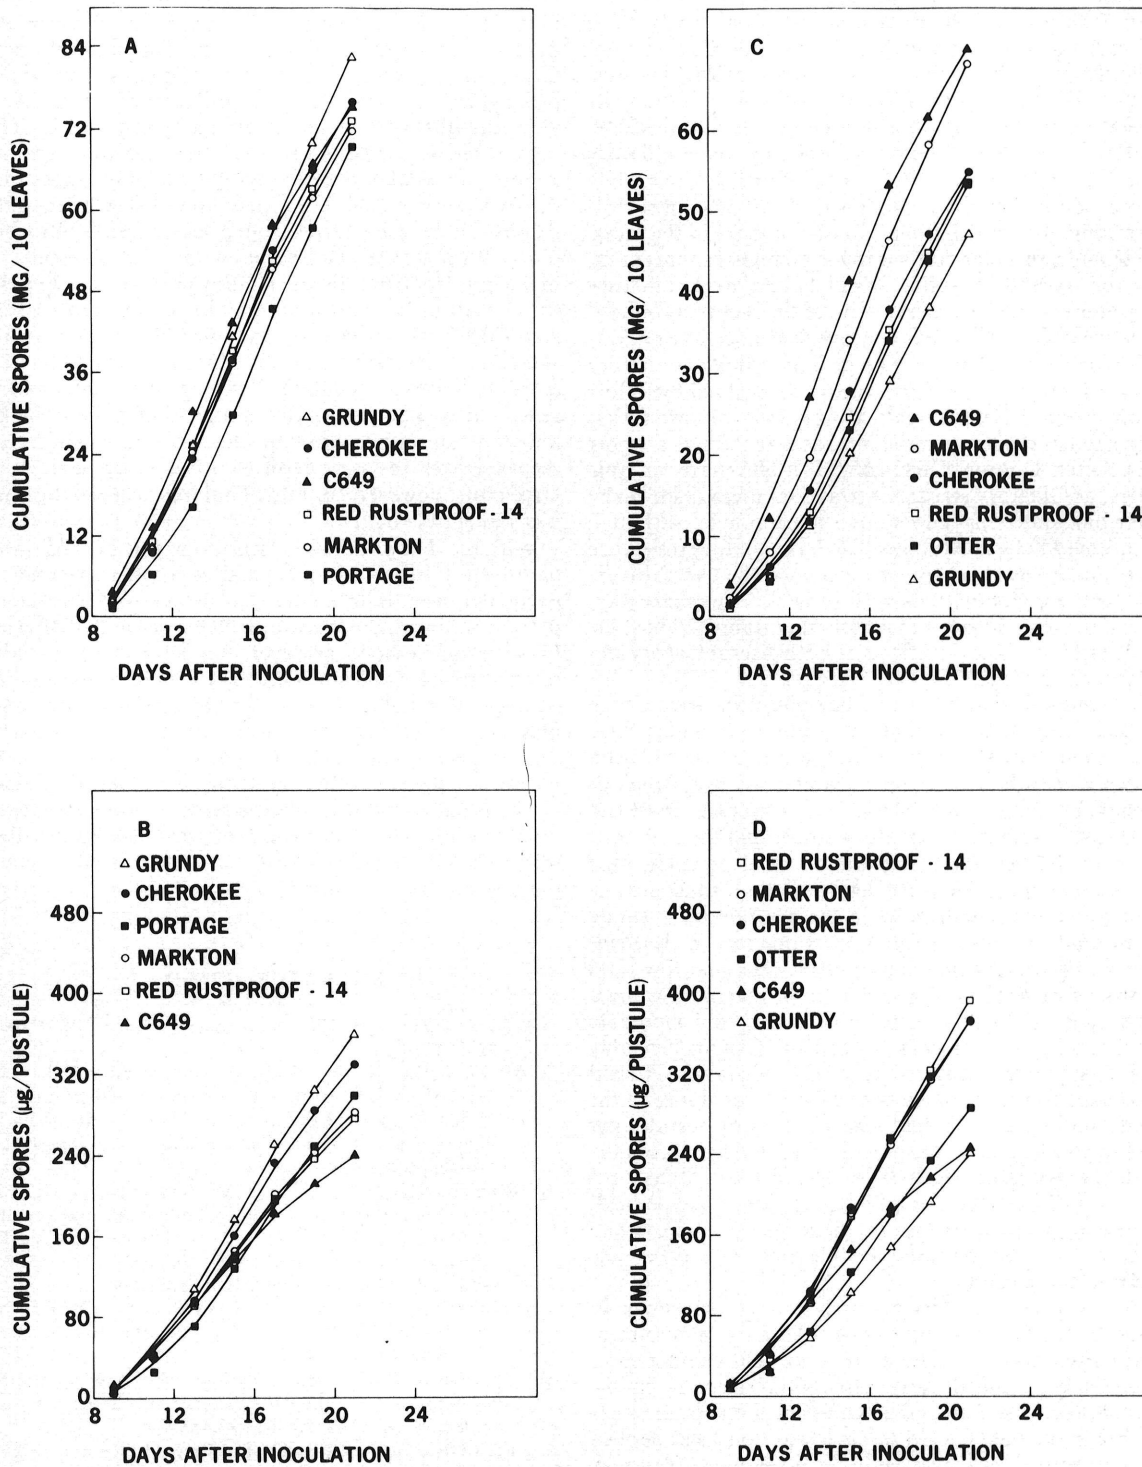 A
84
72
60
48
36
24
12
0
8 12 16 20 24
CUMULATIVE SPORES (MG/ 10 LEAVES)
GRUNDY
CHEROKEE
C649
RED RUSTPROOF - 14
MARKTON
PORTAGE
DAYS AFTER INOCULATION
C
60
50
40
30
20
10
0
8 12 16 20 24
CUMULATIVE SPORES (MG/ 10 LEAVES)
C649
MARKTON
CHEROKEE
RED RUSTPROOF - 14
OTTER
GRUNDY
DAYS AFTER INOCULATION
B
GRUNDY
CHEROKEE
PORTAGE
MARKTON
RED RUSTPROOF - 14
C649
480
400
320
240
160
80
0
8 12 16 20 24
CUMULATIVE SPORES (µg/PUSTULE)
DAYS AFTER INOCULATION
D
RED RUSTPROOF - 14
MARKTON
CHEROKEE
OTTER
C649
GRUNDY
480
400
320
240
160
80
0
8 12 16 20 24
CUMULATIVE SPORES (µg/PUSTULE)
DAYS AFTER INOCULATION